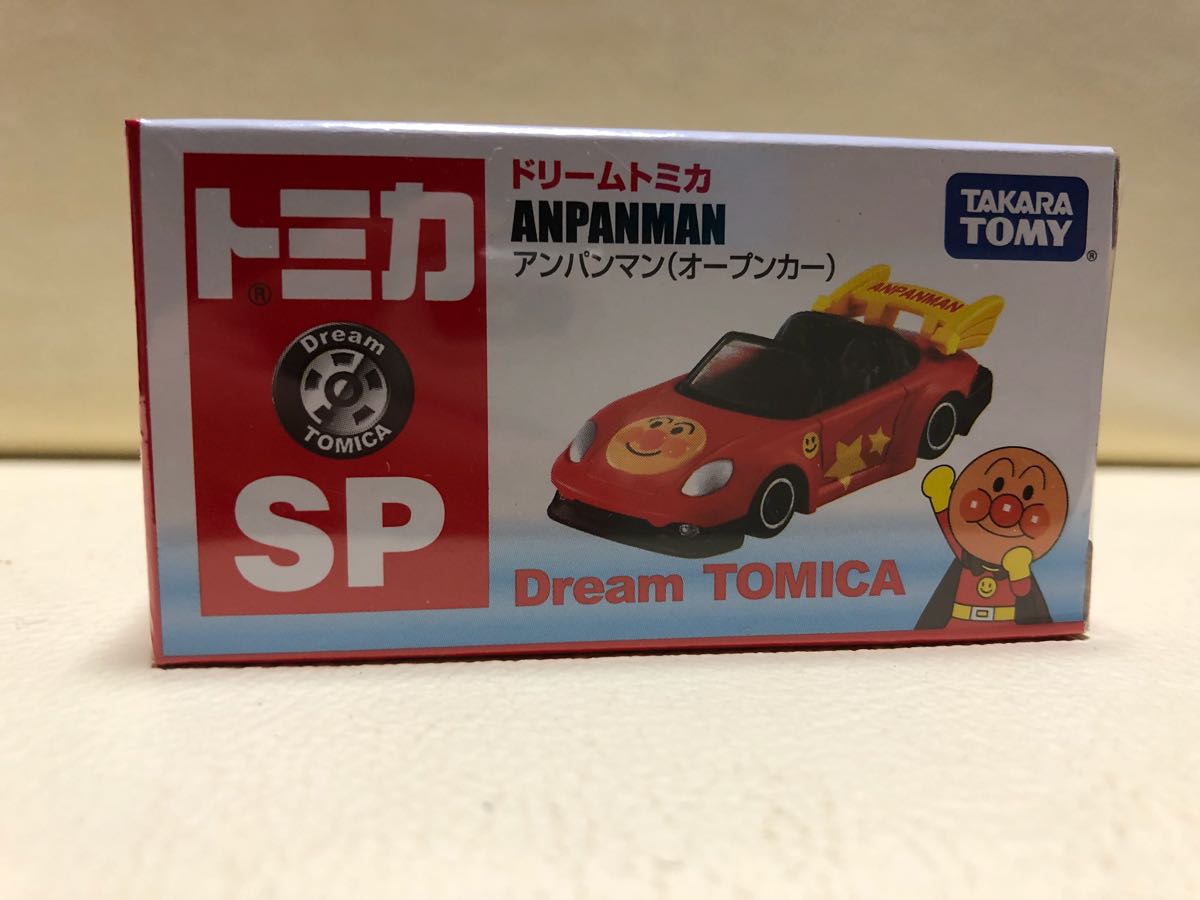 トミカ
®
Dream
TOMICA
SP
ドリームトミカ
ANPANMAN
アンパンマン(オープンカー)
TAKARA
TOMY
®
ANPANMAN
Dream TOMICA